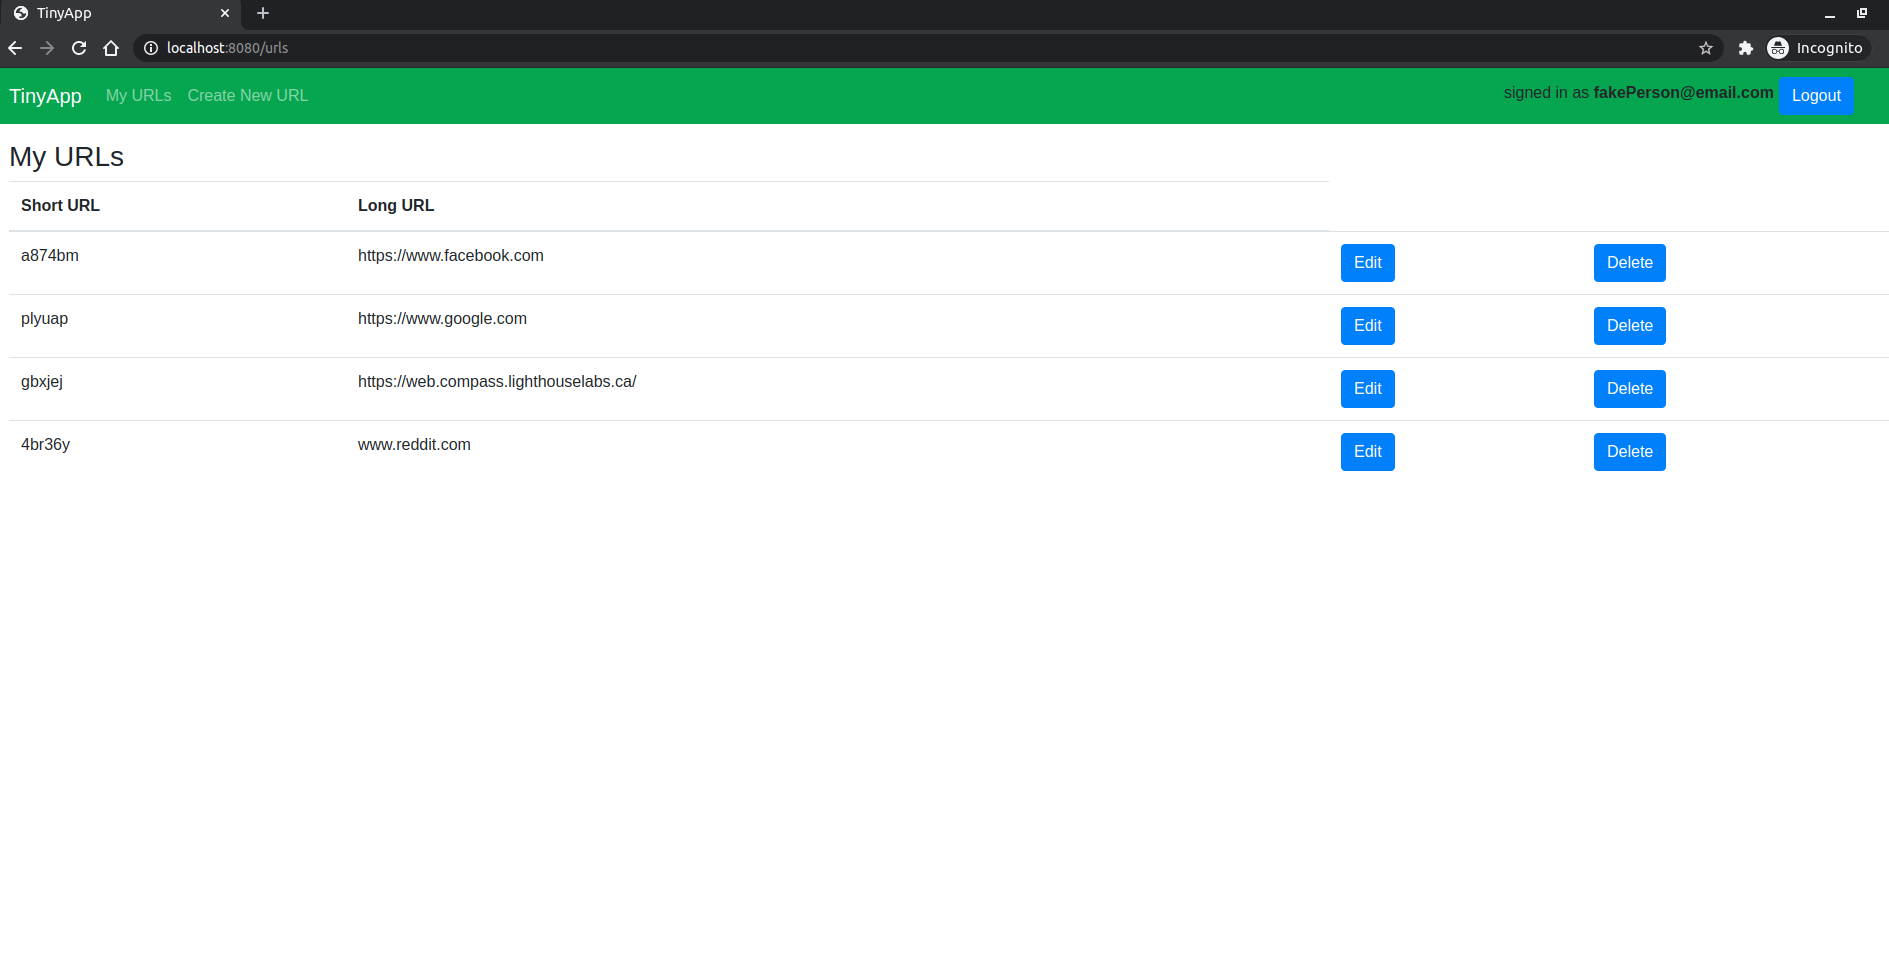 TinyApp
localhost:8080/urls
Incognito
TinyApp My URLs Create New URL signed in as fakePerson@email.com Logout
My URLs
Short URL Long URL
a874bm https://www.facebook.com Edit Delete
plyuap https://www.google.com Edit Delete
gbxjej https://web.compass.lighthouselabs.ca/ Edit Delete
4br36y www.reddit.com Edit Delete